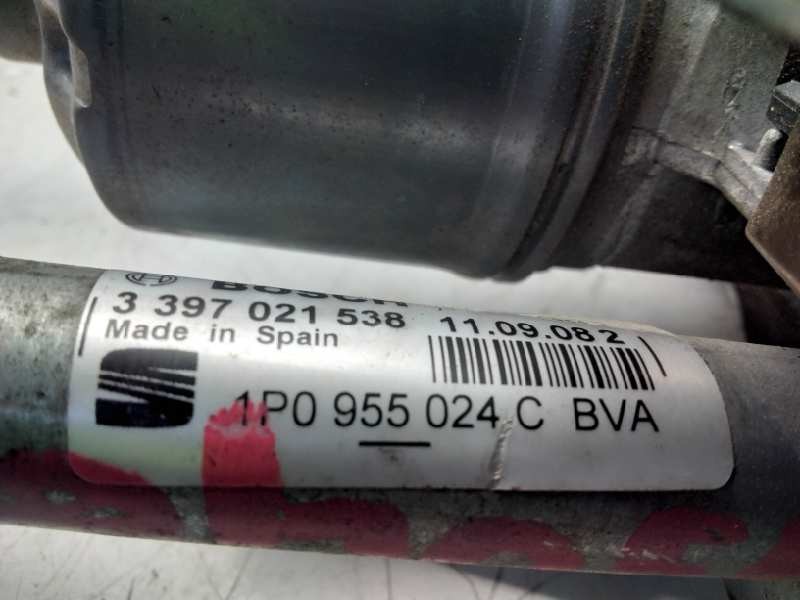 BOSCH
3 397 021 538 11.09.08 2
Made in Spain
1P0 955 024 C BVA